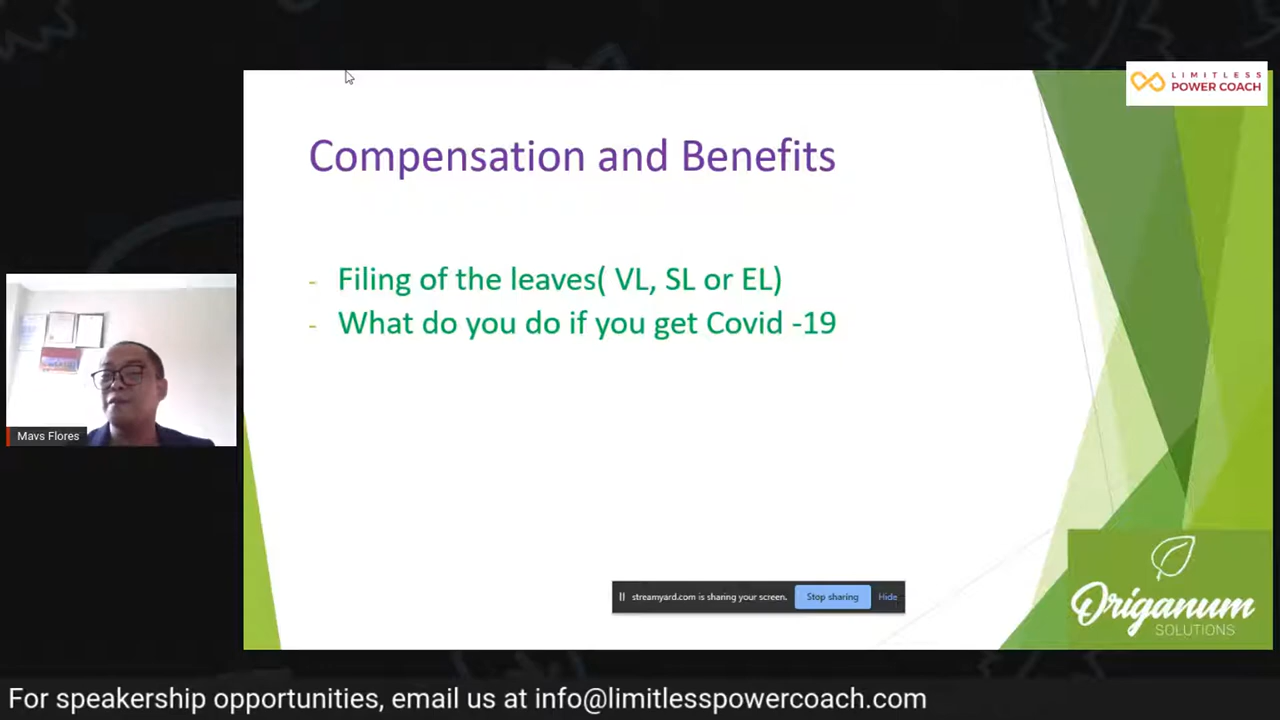 LIMITLESS
POWER COACH
Compensation and Benefits
- Filing of the leaves( VL, SL or EL)
- What do you do if you get Covid -19
Mavs Flores
streamyard.com is sharing your screen. Stop sharing Hide
Origanum
SOLUTIONS
For speakership opportunities, email us at info@limitlesspowercoach.com